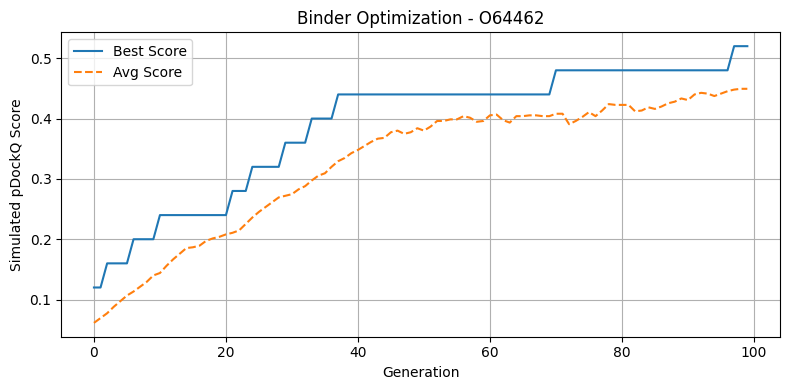 Binder Optimization - O64462
Best Score
Avg Score
Simulated pDockQ Score
0.5
0.4
0.3
0.2
0.1
0 20 40 60 80 100
Generation